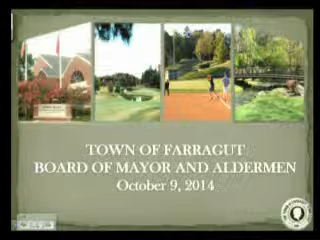 TOWN OF FARRAGUT
BOARD OF MAYOR AND ALDERMEN
October 9, 2014